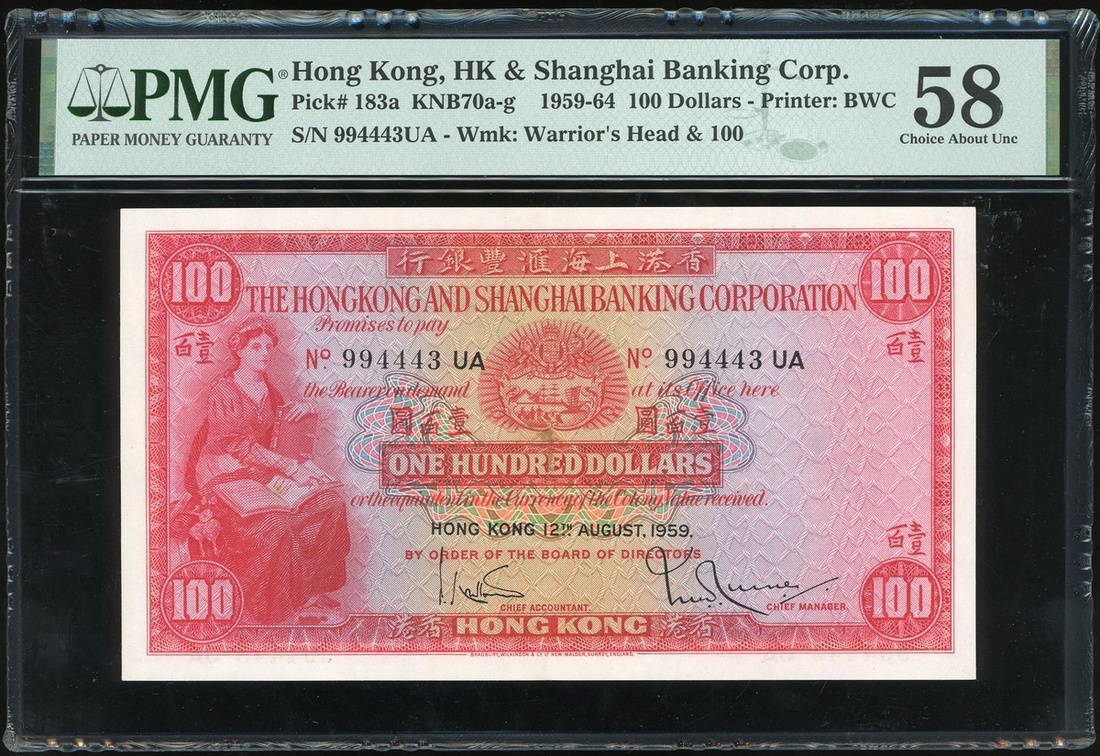 PMG®
PAPER MONEY GUARANTY
Hong Kong, HK & Shanghai Banking Corp.
Pick# 183a KNB70a-g 1959-64 100 Dollars - Printer: BWC
S/N 994443UA - Wmk: Warrior's Head & 100
58
Choice About Unc
行銀豐滙海上港香
100 100
THE HONGKONG AND SHANGHAI BANKING CORPORATION
Promises to pay
百壹 百壹
Nº 994443 UA Nº 994443 UA
the Bearer on demand at its Office here
圓百壹 圓百壹
ONE HUNDRED DOLLARS
or the equivalent in the Currency of the Colony Value received.
HONG KONG 12TH AUGUST, 1959.
百壹
BY ORDER OF THE BOARD OF DIRECTORS
100 100
CHIEF ACCOUNTANT. CHIEF MANAGER.
港香 HONG KONG 港香
BRADBURY, WILKINSON & Cº Lº NEW MALDEN, SURREY, ENGLAND.